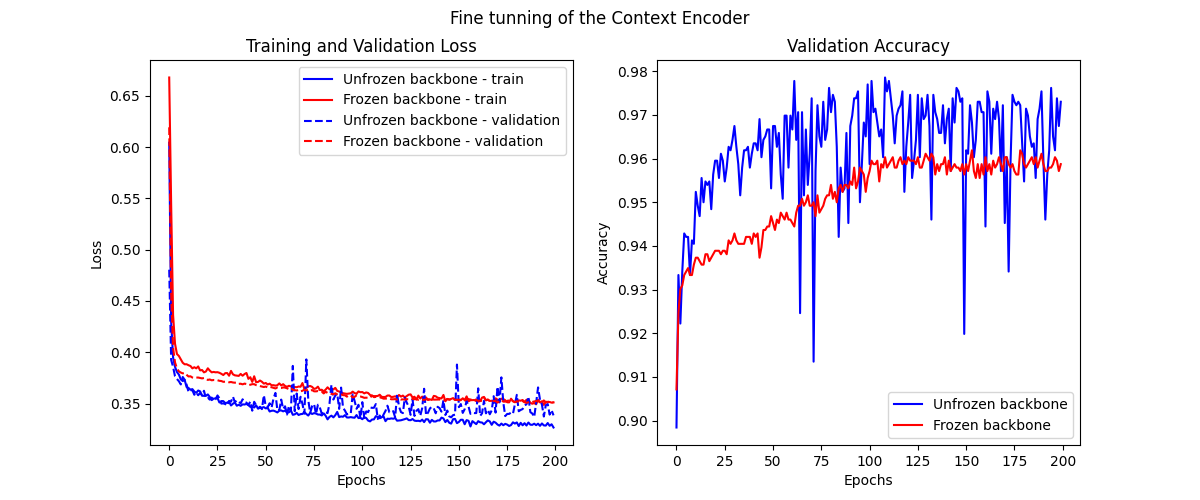 Fine tunning of the Context Encoder
Training and Validation Loss
Loss
0.65
0.60
0.55
0.50
0.45
0.40
0.35
Unfrozen backbone - train
Frozen backbone - train
Unfrozen backbone - validation
Frozen backbone - validation
0 25 50 75 100 125 150 175 200
Epochs
Validation Accuracy
Accuracy
0.98
0.97
0.96
0.95
0.94
0.93
0.92
0.91
0.90
Unfrozen backbone
Frozen backbone
0 25 50 75 100 125 150 175 200
Epochs